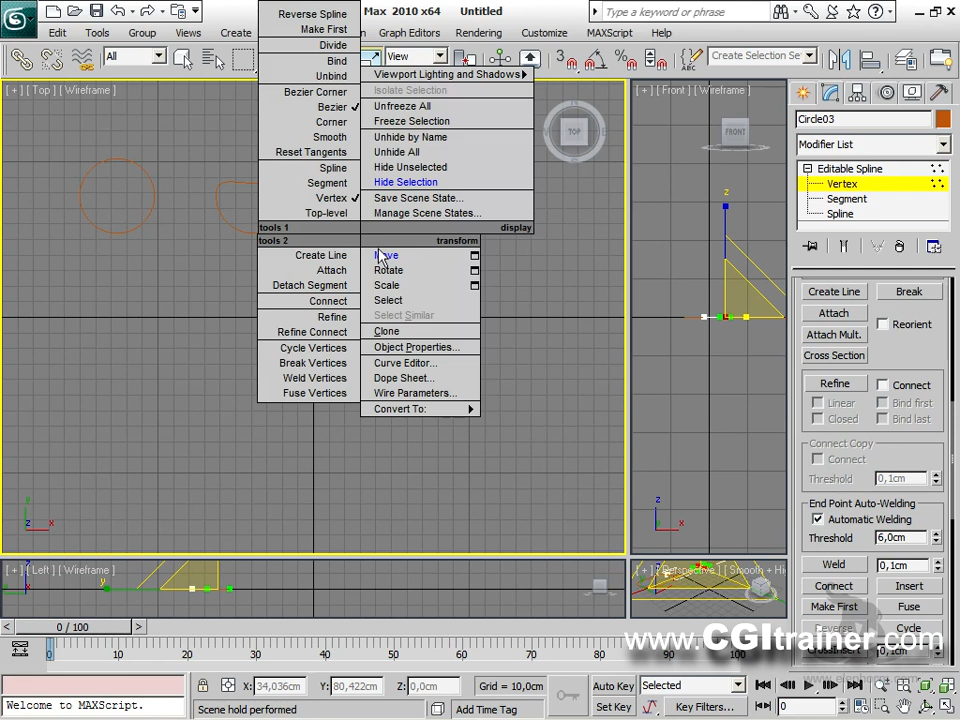 Max 2010 x64 Untitled
Type a keyword or phrase
Edit Tools Group Views Create Graph Editors Rendering Customize MAXScript Help
All View 3 Create Selection Se
[ + ] [ Top ] [ Wireframe ]
TOP
[ + ] [ Front ] [ Wireframe ]
FRONT
z
Reverse Spline
Make First
Divide
Bind
Unbind
Bezier Corner
Bezier
Corner
Smooth
Reset Tangents
Spline
Segment
Vertex
Top-level
tools 1
Viewport Lighting and Shadows
Isolate Selection
Unfreeze All
Freeze Selection
Unhide by Name
Unhide All
Hide Unselected
Hide Selection
Save Scene State...
Manage Scene States...
display
tools 2
Create Line
Attach
Detach Segment
Connect
Refine
Refine Connect
Cycle Vertices
Break Vertices
Weld Vertices
Fuse Vertices
transform
Move
Rotate
Scale
Select
Select Similar
Clone
Object Properties...
Curve Editor...
Dope Sheet...
Wire Parameters...
Convert To:
y
z x
z
x
[ + ] [ Left ] [ Wireframe ]
y
[ + ] [ Perspective ] [ Smooth + Hi
Circle03
Modifier List
Editable Spline
Vertex
Segment
Spline
Create Line Break
Attach Reorient
Attach Mult.
Cross Section
Refine Connect
Linear Bind first
Closed Bind last
Connect Copy
Connect
Threshold 0,1cm
End Point Auto-Welding
Automatic Welding
Threshold 6,0cm
Weld 0,1cm
Connect Insert
Make First Fuse
Reverse Cycle
CrossInsert 0,1cm
www.CGItrainer.com
< 0 / 100 >
0 10 20 30 40 50 60 70 80 90 100
X: 34,036cm Y: 80,422cm Z: 0,0cm Grid = 10,0cm Auto Key Selected
Welcome to MAXScript. Scene hold performed Add Time Tag Set Key Key Filters... 0